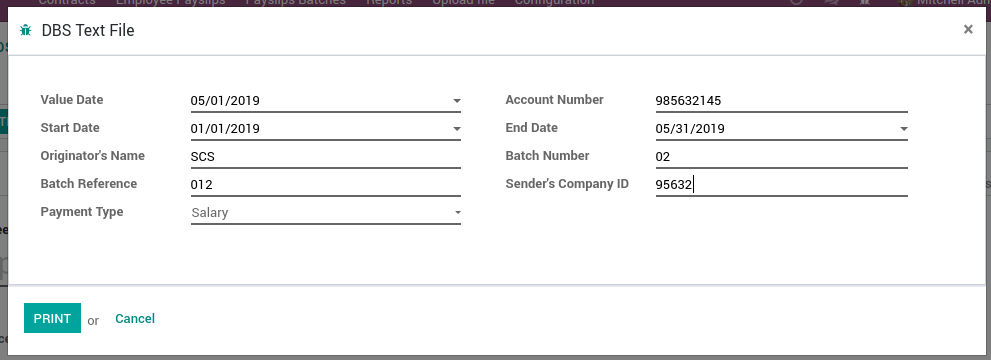 Contracts Employee Payslips Payslips Batches Reports Upload file Configuration
DBS Text File ×
Value Date 05/01/2019 Account Number 985632145
Start Date 01/01/2019 End Date 05/31/2019
Originator's Name SCS Batch Number 02
Batch Reference 012 Sender's Company ID 95632
Payment Type Salary
PRINT or Cancel